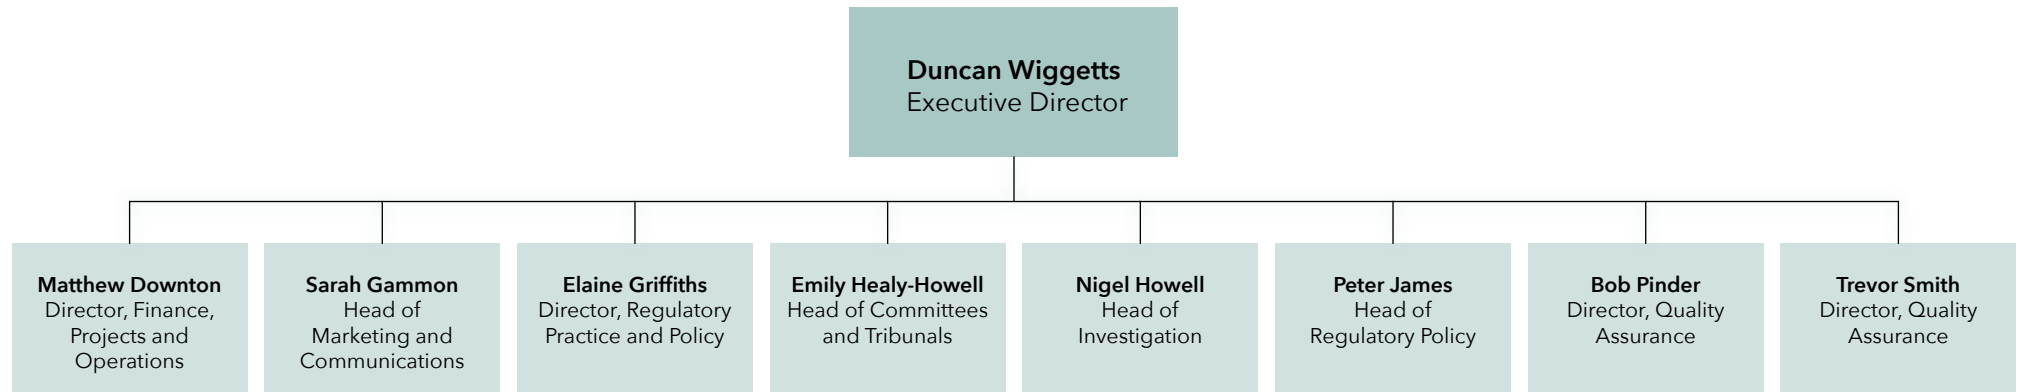 Duncan Wiggetts
Executive Director
Matthew Downton
Director, Finance,
Projects and
Operations
Sarah Gammon
Head of
Marketing and
Communications
Elaine Griffiths
Director, Regulatory
Practice and Policy
Emily Healy-Howell
Head of Committees
and Tribunals
Nigel Howell
Head of
Investigation
Peter James
Head of
Regulatory Policy
Bob Pinder
Director, Quality
Assurance
Trevor Smith
Director, Quality
Assurance